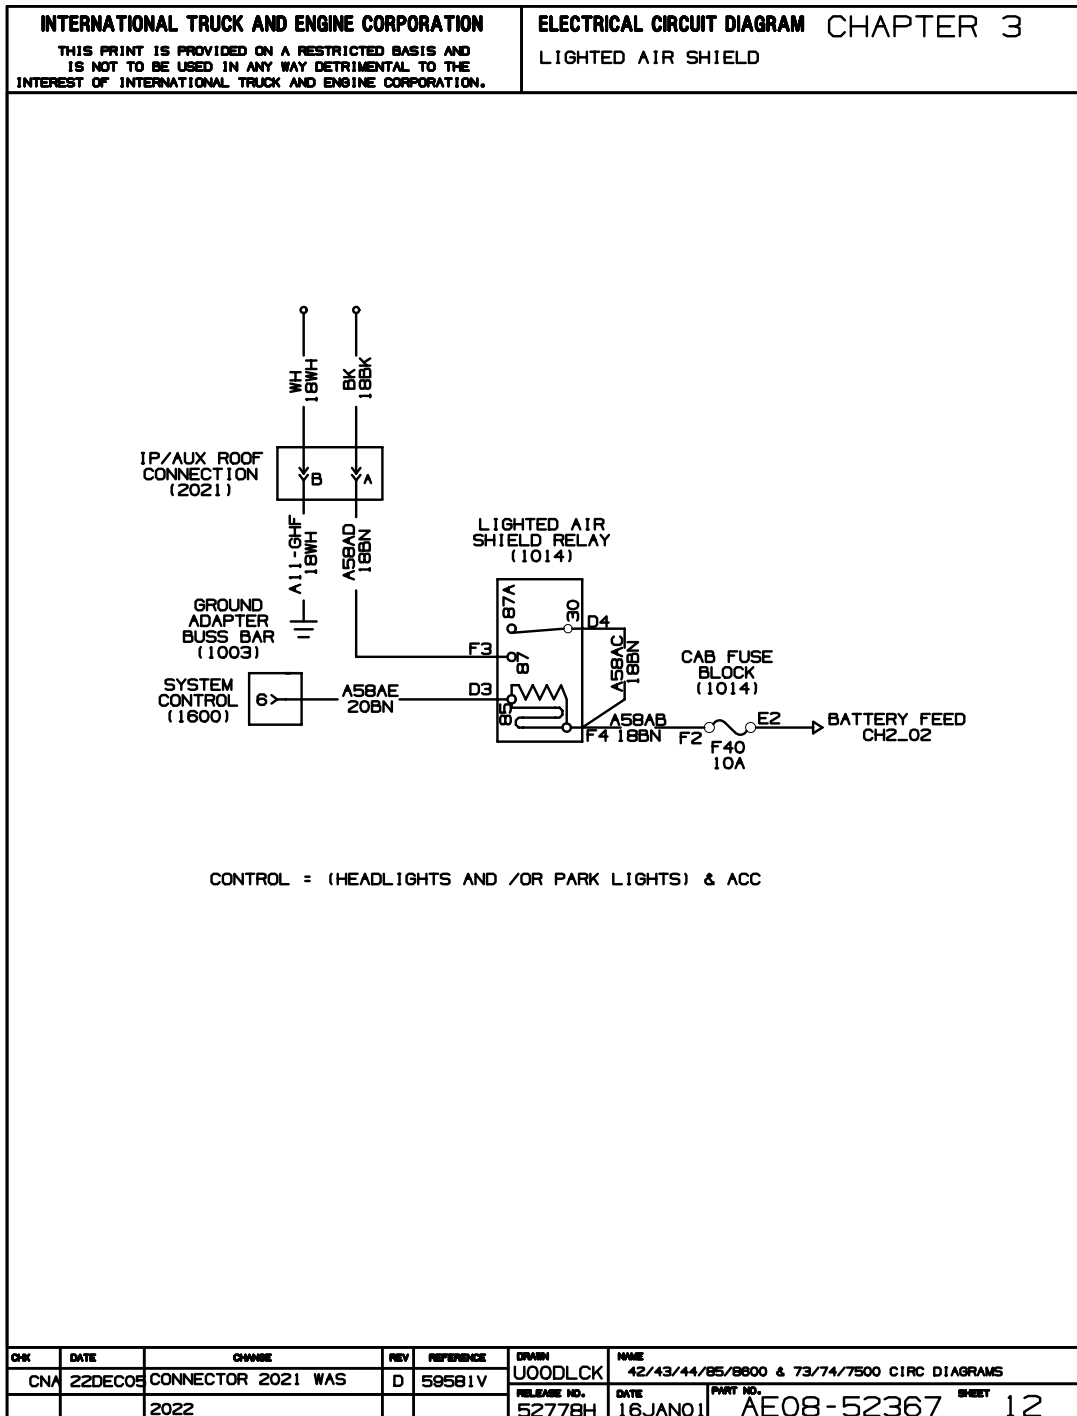 INTERNATIONAL TRUCK AND ENGINE CORPORATION
THIS PRINT IS PROVIDED ON A RESTRICTED BASIS AND
IS NOT TO BE USED IN ANY WAY DETRIMENTAL TO THE
INTEREST OF INTERNATIONAL TRUCK AND ENGINE CORPORATION.
ELECTRICAL CIRCUIT DIAGRAM CHAPTER 3
LIGHTED AIR SHIELD
WH
18WH
BK
18BK
IP/AUX ROOF
CONNECTION
(2021)
B
A
A11-GHF
18WH
A58AD
18BN
LIGHTED AIR
SHIELD RELAY
(1014)
87A
30
D4
GROUND
ADAPTER
BUSS BAR
(1003)
F3
87
A58AC
18BN
CAB FUSE
BLOCK
(1014)
SYSTEM
CONTROL
(1600)
6
A58AE
20BN
D3
85
F4
A58AB
18BN
F2
F40
10A
E2
BATTERY FEED
CH2_02
CONTROL = (HEADLIGHTS AND /OR PARK LIGHTS) & ACC
CHK DATE CHANGE REV REFERENCE DRAWN NAME
CNA 22DEC05 CONNECTOR 2021 WAS D 59581V U00DLCK 42/43/44/85/8600 & 73/74/7500 CIRC DIAGRAMS
2022
RELEASE NO. DATE PART NO. SHEET
52778H 16JAN01 AE08-52367 12